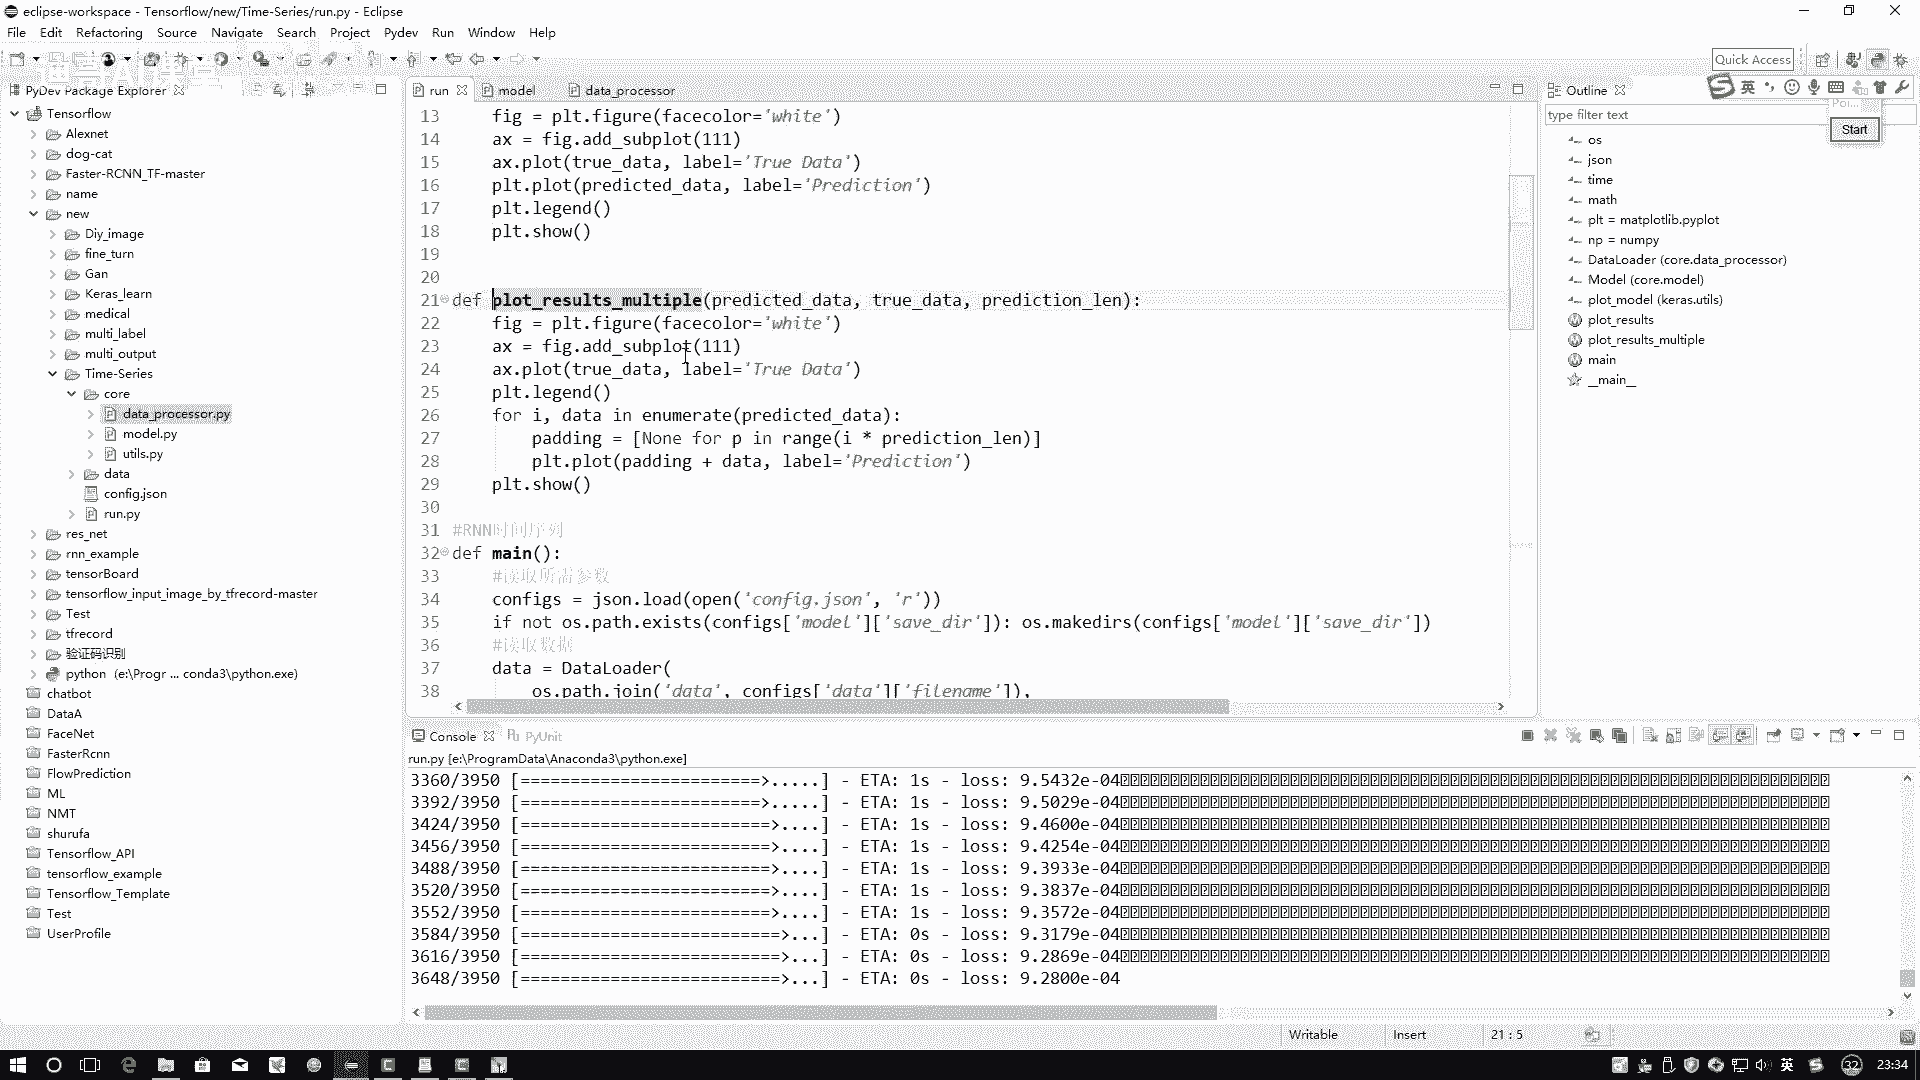 eclipse-workspace - Tensorflow/new/Time-Series/run.py - Eclipse
File Edit Refactoring Source Navigate Search Project Pydev Run Window Help
Quick Access
PyDev Package Explorer
Tensorflow
Alexnet
dog-cat
Faster-RCNN_TF-master
name
new
Diy_image
fine_turn
Gan
Keras_learn
medical
multi_label
multi_output
Time-Series
core
data_processor.py
model.py
utils.py
data
config.json
run.py
res_net
rnn_example
tensorBoard
tensorflow_input_image_by_tfrecord-master
Test
tfrecord
验证码识别
python (e:\Progr ... conda3\python.exe)
chatbot
DataA
FaceNet
FasterRcnn
FlowPrediction
ML
NMT
shurufa
Tensorflow_API
tensorflow_example
Tensorflow_Template
Test
UserProfile
run model data_processor
13 fig = plt.figure(facecolor='white')
14 ax = fig.add_subplot(111)
15 ax.plot(true_data, label='True Data')
16 plt.plot(predicted_data, label='Prediction')
17 plt.legend()
18 plt.show()
19
20
21 def plot_results_multiple(predicted_data, true_data, prediction_len):
22 fig = plt.figure(facecolor='white')
23 ax = fig.add_subplot(111)
24 ax.plot(true_data, label='True Data')
25 plt.legend()
26 for i, data in enumerate(predicted_data):
27 padding = [None for p in range(i * prediction_len)]
28 plt.plot(padding + data, label='Prediction')
29 plt.show()
30
31 #RNN时间序列
32 def main():
33 #读取所需参数
34 configs = json.load(open('config.json', 'r'))
35 if not os.path.exists(configs['model']['save_dir']): os.makedirs(configs['model']['save_dir'])
36 #读取数据
37 data = DataLoader(
38 os.path.join('data', configs['data']['filename']),
Outline
英
type filter text
Start
os
json
time
math
plt = matplotlib.pyplot
np = numpy
DataLoader (core.data_processor)
Model (core.model)
plot_model (keras.utils)
plot_results
plot_results_multiple
main
__main__
Console PyUnit
run.py [e:\ProgramData\Anaconda3\python.exe]
3360/3950 [========================>.....] - ETA: 1s - loss: 9.5432e-04
3392/3950 [========================>.....] - ETA: 1s - loss: 9.5029e-04
3424/3950 [=========================>....] - ETA: 1s - loss: 9.4600e-04
3456/3950 [=========================>....] - ETA: 1s - loss: 9.4254e-04
3488/3950 [=========================>....] - ETA: 1s - loss: 9.3933e-04
3520/3950 [=========================>....] - ETA: 1s - loss: 9.3837e-04
3552/3950 [=========================>....] - ETA: 1s - loss: 9.3572e-04
3584/3950 [==========================>...] - ETA: 0s - loss: 9.3179e-04
3616/3950 [==========================>...] - ETA: 0s - loss: 9.2869e-04
3648/3950 [==========================>...] - ETA: 0s - loss: 9.2800e-04
Writable Insert 21 : 5
英 32 23:34